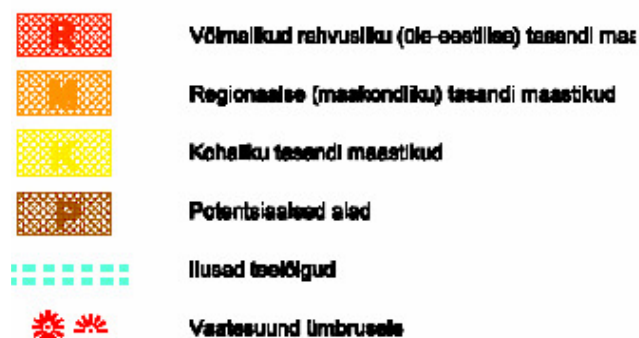 R Võimalikud rahvusliku (üle-eestilise) tasandi maa
M Regionaalse (maakondliku) tasandi maastikud
K Kohaliku tasandi maastikud
P Potentsiaalsed alad
Ilusad teelõigud
Vaatesuund ümbrusele